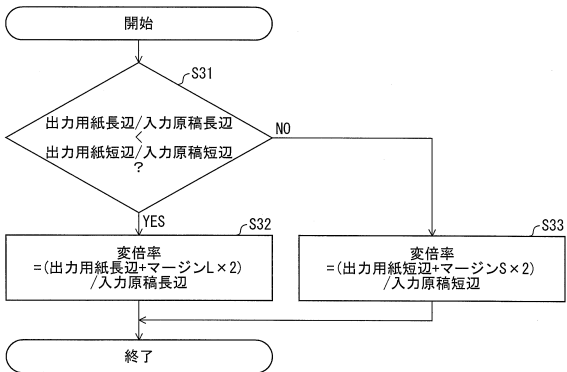 開始
S31
出力用紙長辺/入力原稿長辺
<
出力用紙短辺/入力原稿短辺
?
NO
YES
S32
変倍率
=(出力用紙長辺+マージンL×2)
/入力原稿長辺
S33
変倍率
=(出力用紙短辺+マージンS×2)
/入力原稿短辺
終了